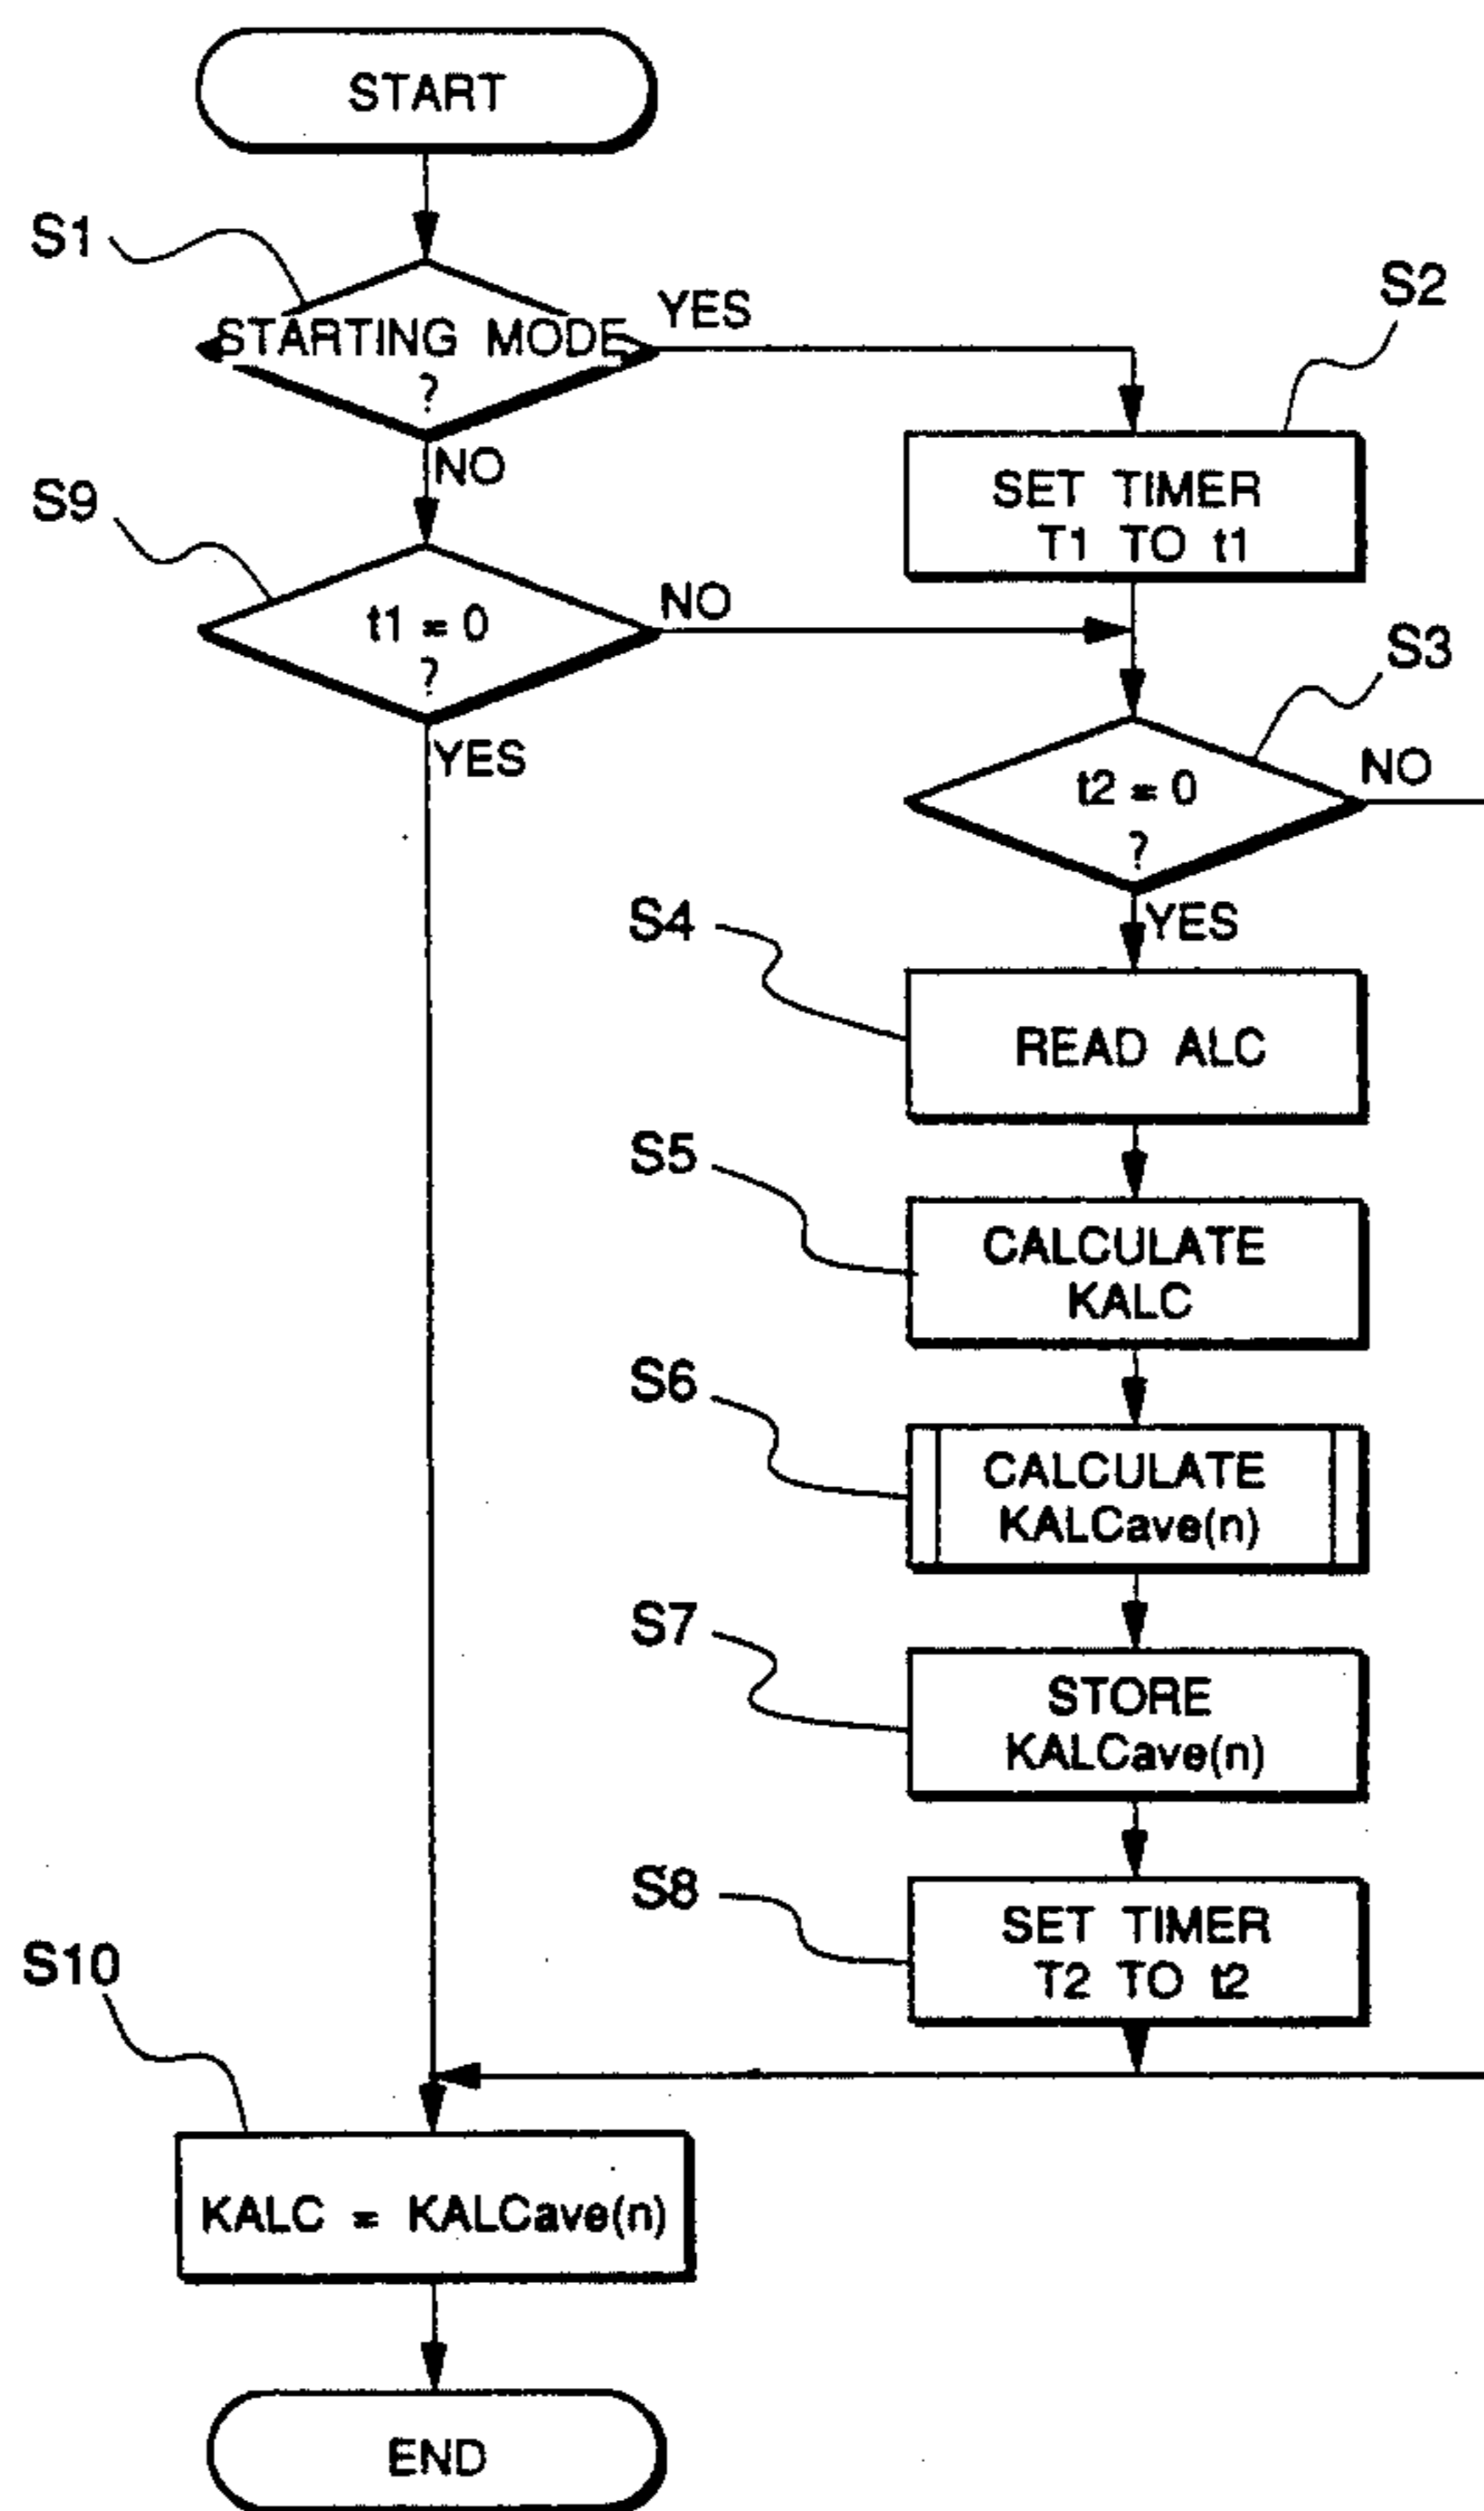 START
S1
STARTING MODE
?
YES
NO
S2
SET TIMER
T1 TO t1
S9
t1 = 0
?
NO
YES
S3
t2 = 0
?
NO
YES
S4
READ ALC
S5
CALCULATE
KALC
S6
CALCULATE
KALCave(n)
S7
STORE
KALCave(n)
S8
SET TIMER
T2 TO t2
S10
KALC = KALCave(n)
END